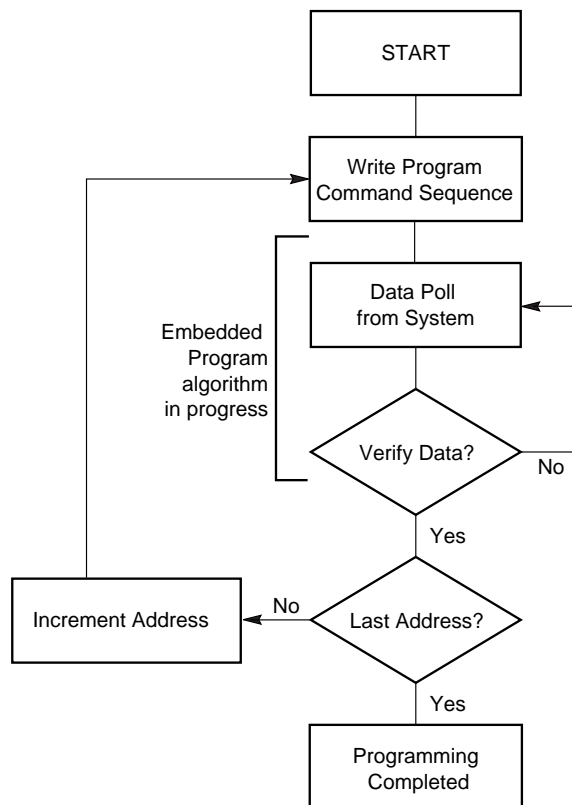 START
Write Program
Command Sequence
Data Poll
from System
Embedded
Program
algorithm
in progress
Verify Data?
No
Yes
Last Address?
No
Increment Address
Yes
Programming
Completed